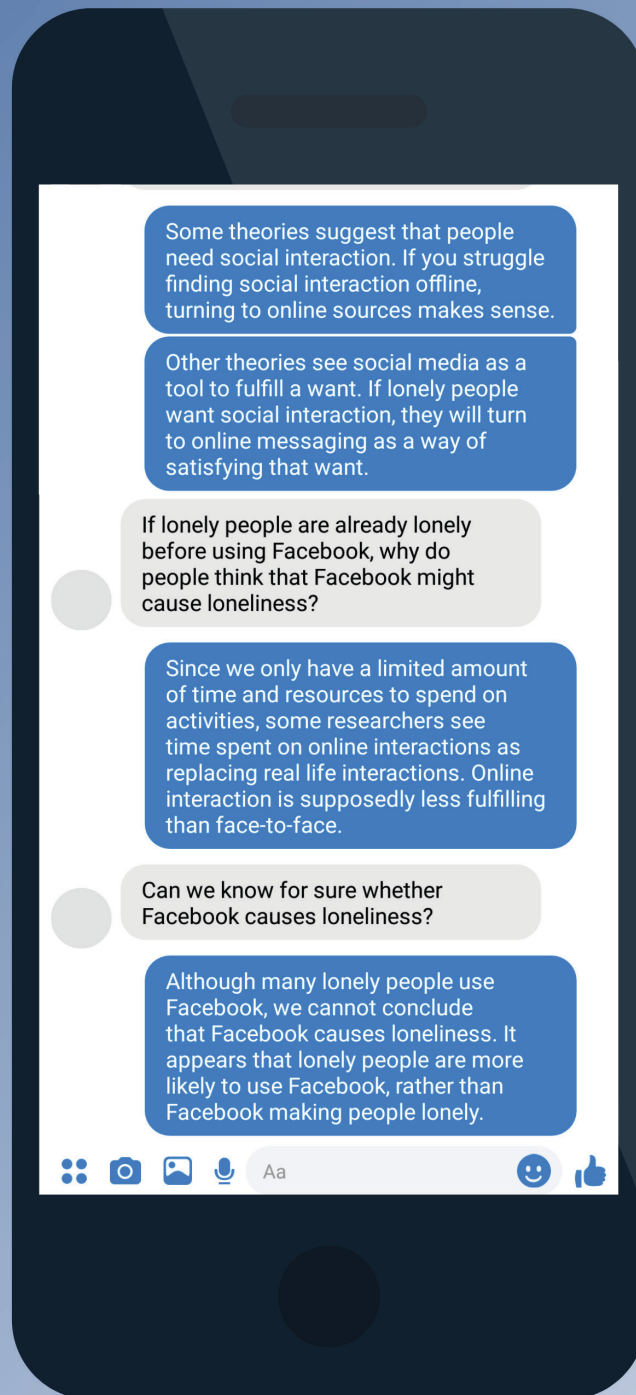 Some theories suggest that people
need social interaction. If you struggle
finding social interaction offline,
turning to online sources makes sense.
Other theories see social media as a
tool to fulfill a want. If lonely people
want social interaction, they will turn
to online messaging as a way of
satisfying that want.
If lonely people are already lonely
before using Facebook, why do
people think that Facebook might
cause loneliness?
Since we only have a limited amount
of time and resources to spend on
activities, some researchers see
time spent on online interactions as
replacing real life interactions. Online
interaction is supposedly less fulfilling
than face-to-face.
Can we know for sure whether
Facebook causes loneliness?
Although many lonely people use
Facebook, we cannot conclude
that Facebook causes loneliness. It
appears that lonely people are more
likely to use Facebook, rather than
Facebook making people lonely.
Aa